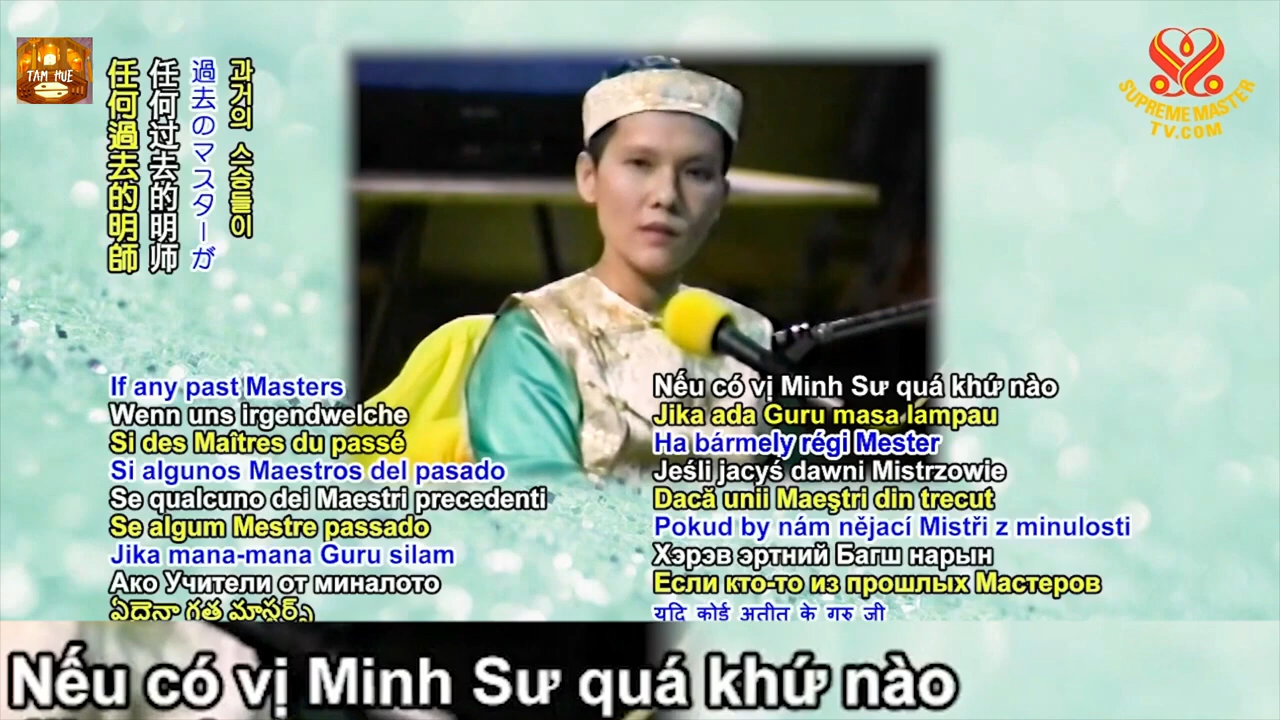 TAM HUE
SUPREME MASTER
TV.COM
과거의 스승들이
過去のマスターが
任何过去的明师
任何過去的明師
If any past Masters
Wenn uns irgendwelche
Si des Maîtres du passé
Si algunos Maestros del pasado
Se qualcuno dei Maestri precedenti
Se algum Mestre passado
Jika mana-mana Guru silam
Ако Учители от миналото
ఏదైనా గత మాస్టర్స్
Nếu có vị Minh Sư quá khứ nào
Jika ada Guru masa lampau
Ha bármely régi Mester
Jeśli jacyś dawni Mistrzowie
Dacă unii Maeştri din trecut
Pokud by nám nějací Mistři z minulosti
Хэрэв эртний Багш нарын
Если кто-то из прошлых Мастеров
यदि कोई अतीत के गुरु जी
Nếu có vị Minh Sư quá khứ nào